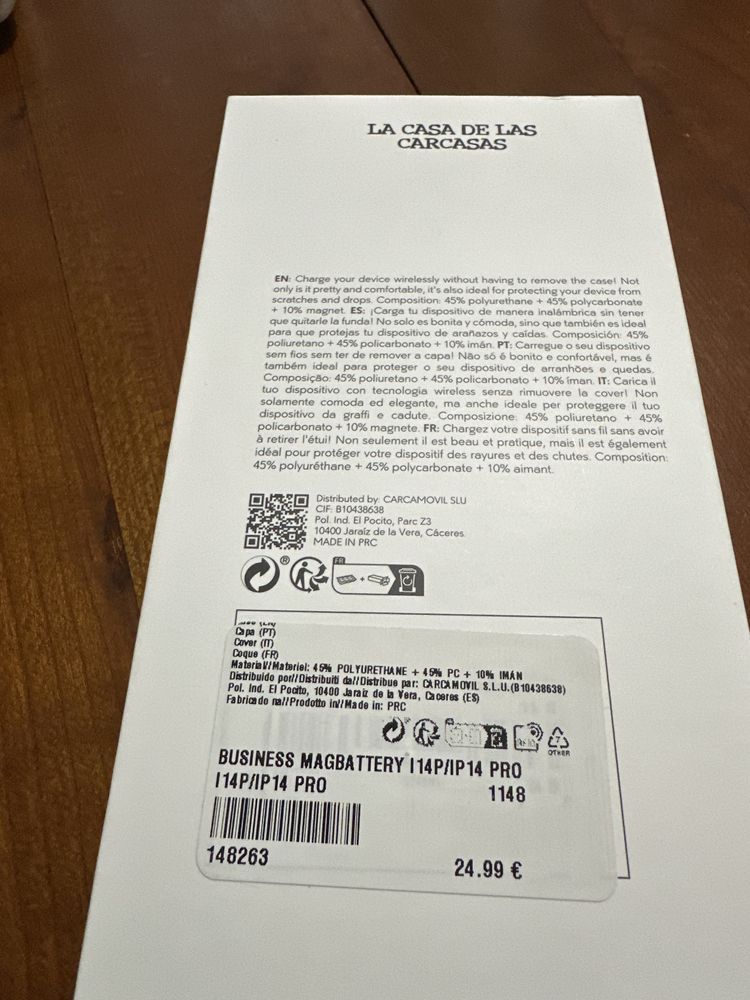 LA CASA DE LAS
CARCASAS
EN: Charge your device wirelessly without having to remove the case! Not
only is it pretty and comfortable, it's also ideal for protecting your device from
scratches and drops. Composition: 45% polyurethane + 45% polycarbonate
+ 10% magnet. ES: ¡Carga tu dispositivo de manera inalámbrica sin tener
que quitarle la funda! No solo es bonita y cómoda, sino que también es ideal
para que protejas tu dispositivo de arañazos y caídas. Composición: 45%
poliuretano + 45% policarbonato + 10% imán. PT: Carregue o seu dispositivo
sem fios sem ter de remover a capa! Não só é bonito e confortável, mas é
também ideal para proteger o seu dispositivo de arranhões e quedas.
Composição: 45% poliuretano + 45% policarbonato + 10% íman. IT: Carica il
tuo dispositivo con tecnologia wireless senza rimuovere la cover! Non
solamente comoda ed elegante, ma anche ideale per proteggere il tuo
dispositivo da graffi e cadute. Composizione: 45% poliuretano + 45%
policarbonato + 10% magnete. FR: Chargez votre dispositif sans fil sans avoir
à retirer l'étui! Non seulement il est beau et pratique, mais il est également
idéal pour protéger votre dispositif des rayures et des chutes. Composition:
45% polyuréthane + 45% polycarbonate + 10% aimant.
Distributed by: CARCAMOVIL SLU
CIF: B10438638
Pol. Ind. El Pocito, Parc Z3
10400 Jaraíz de la Vera, Cáceres.
MADE IN PRC
FR
Capa (PT)
Cover (IT)
Coque (FR)
Material/Materiel: 45% POLYURETHANE + 45% PC + 10% IMÁN
Distribuido por//Distribuiti da//Distribue par: CARCAMOVIL S.L.U.(B10438638)
Pol. Ind. El Pocito, 10400 Jaraiz de la Vera, Caceres (ES)
Fabricado na//Prodotto in//Made in: PRC
7
OTHER
BUSINESS MAGBATTERY I14P/IP14 PRO
I14P/IP14 PRO 1148
148263
24.99 €